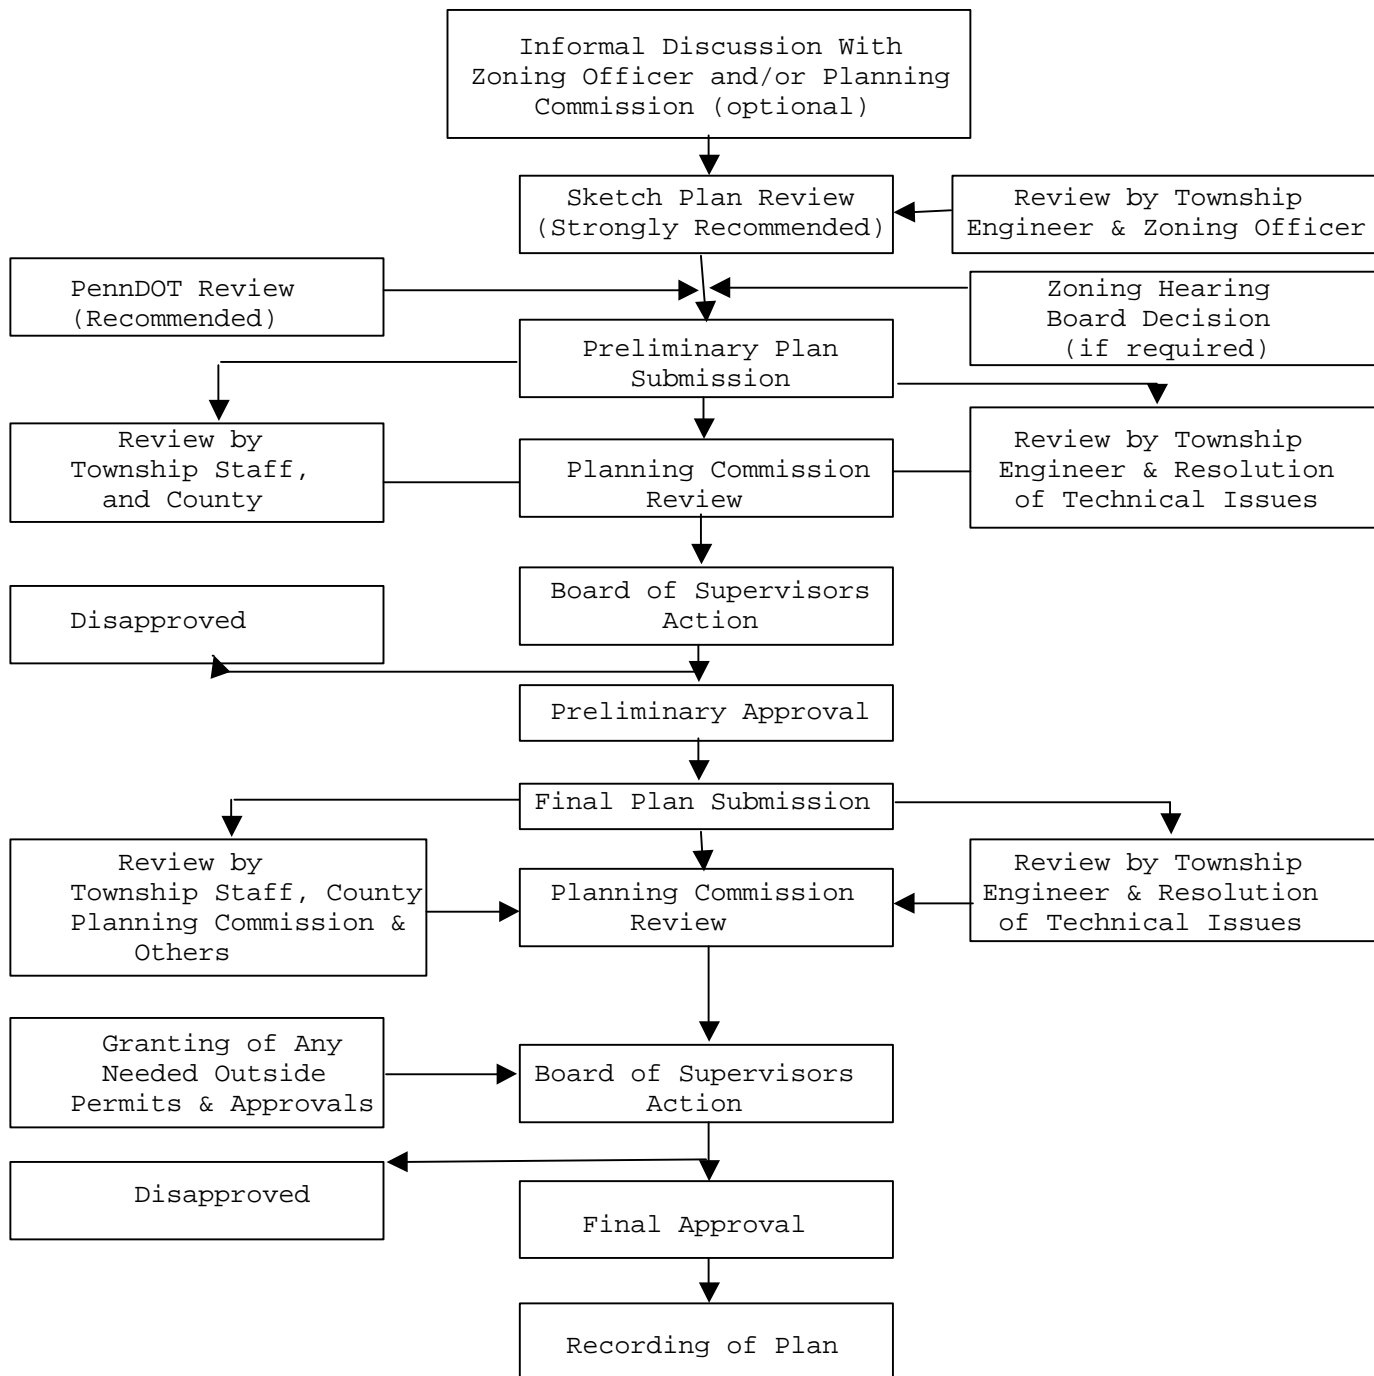 Informal Discussion With
Zoning Officer and/or Planning
Commission (optional)
Sketch Plan Review
(Strongly Recommended)
Review by Township
Engineer & Zoning Officer
PennDOT Review
(Recommended)
Zoning Hearing
Board Decision
(if required)
Preliminary Plan
Submission
Review by
Township Staff,
and County
Planning Commission
Review
Review by Township
Engineer & Resolution
of Technical Issues
Board of Supervisors
Action
Disapproved
Preliminary Approval
Final Plan Submission
Review by
Township Staff, County
Planning Commission &
Others
Planning Commission
Review
Review by Township
Engineer & Resolution
of Technical Issues
Granting of Any
Needed Outside
Permits & Approvals
Board of Supervisors
Action
Disapproved
Final Approval
Recording of Plan